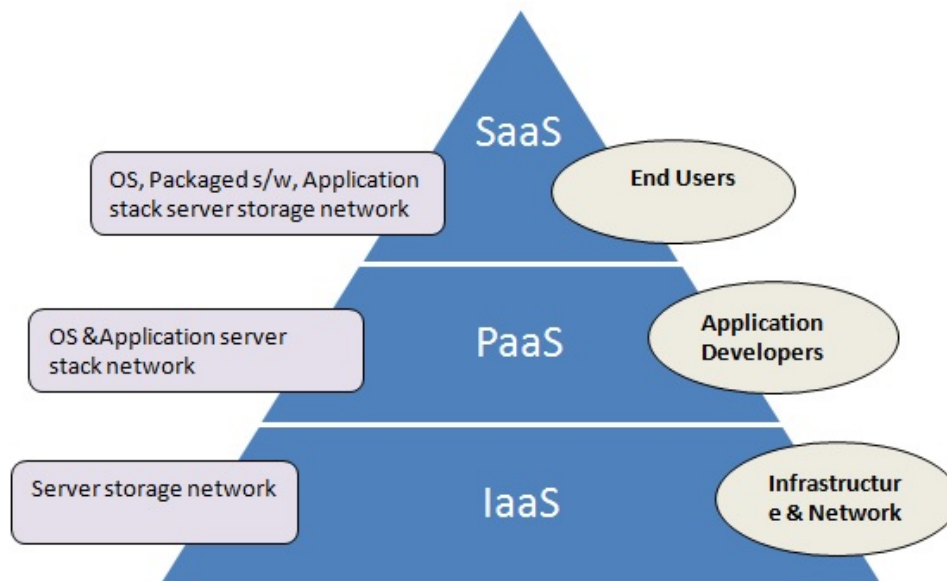 SaaS
OS, Packaged s/w, Application
stack server storage network
End Users
PaaS
OS &Application server
stack network
Application
Developers
IaaS
Server storage network
Infrastructur
e & Network